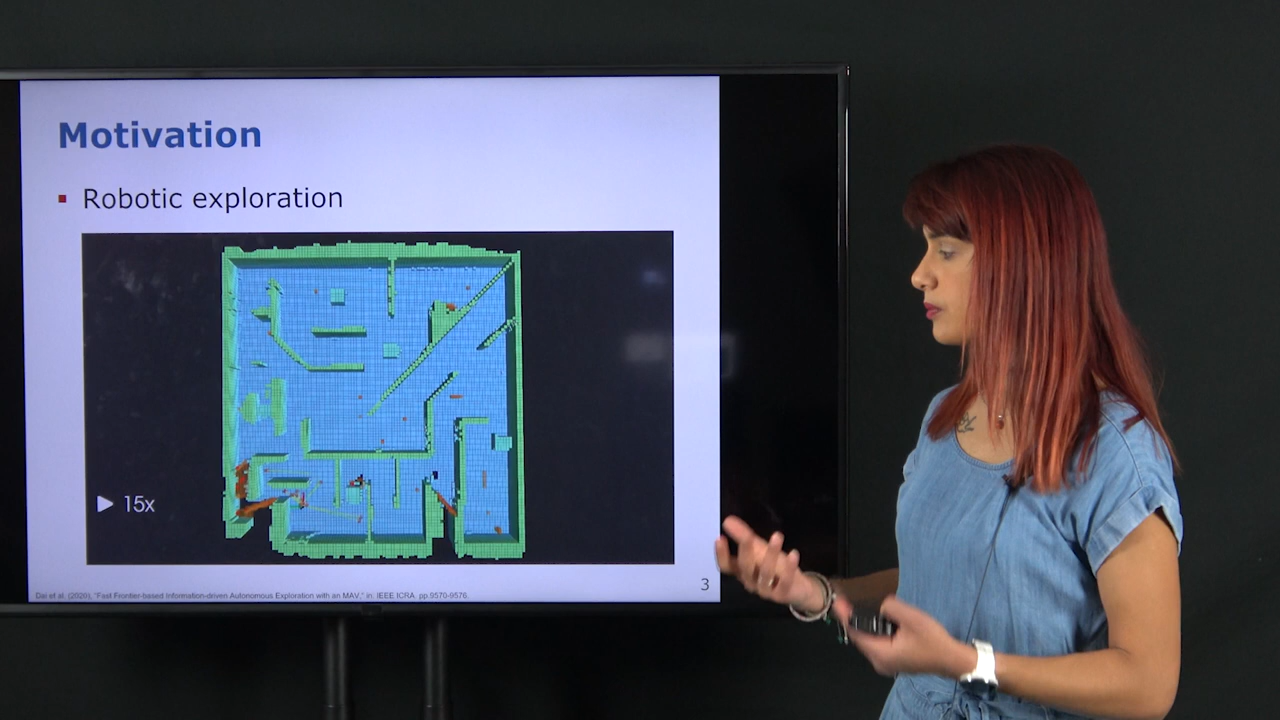 Motivation
Robotic exploration
15x
3
Dai et al. (2020), "Fast Frontier-based Information-driven Autonomous Exploration with an MAV," in: IEEE ICRA. pp.9570-9576.